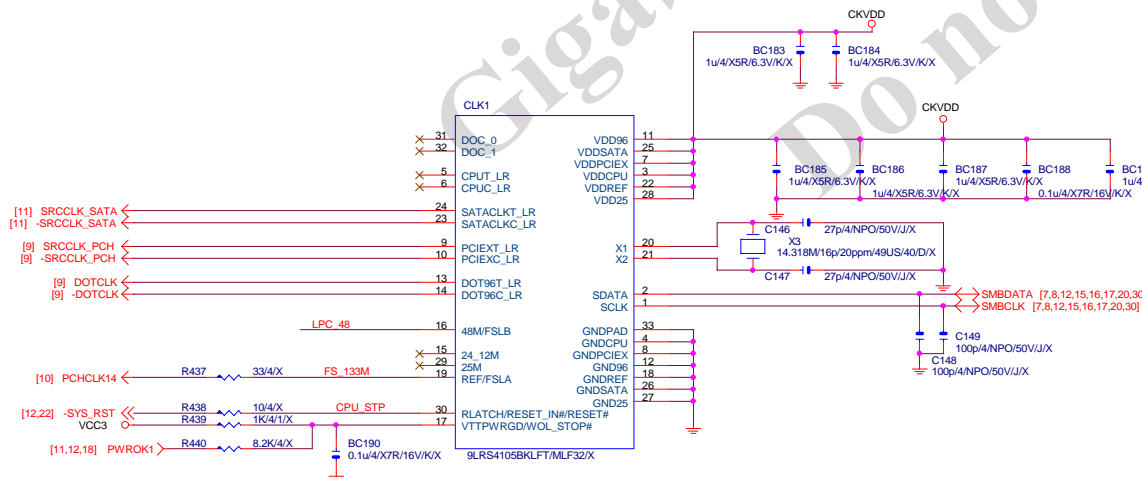 Giga
Do no
CKVDD
BC183
1u/4/X5R/6.3V/K/X
BC184
1u/4/X5R/6.3V/K/X
CLK1
CKVDD
31 DOC_0
32 DOC_1
5 CPUT_LR
6 CPUC_LR
[11] SRCCLK_SATA 24 SATACLKT_LR
[11] -SRCCLK_SATA 23 SATACLKC_LR
[9] SRCCLK_PCH 9 PCIEXT_LR
[9] -SRCCLK_PCH 10 PCIEXC_LR
[9] DOTCLK 13 DOT96T_LR
[9] -DOTCLK 14 DOT96C_LR
LPC_48 16 48M/FSLB
15 24_12M
29 25M
[10] PCHCLK14 R437 33/4/X FS_133M 19 REF/FSLA
[12,22] -SYS_RST R438 10/4/X CPU_STP 30 RLATCH/RESET_IN#/RESET#
VCC3 R439 1K/4/1/X 17 VTTPWRGD/WOL_STOP#
[11,12,18] PWROK1 R440 8.2K/4/X
BC190
0.1u/4/X7R/16V/K/X
9LRS4105BKLFT/MLF32/X
VDD96 11
VDDSATA 25
VDDPCIEX 7
VDDCPU 3
VDDREF 22
VDD25 28
BC185
1u/4/X5R/6.3V/K/X
BC186
1u/4/X5R/6.3V/K/X
BC187
1u/4/X5R/6.3V/K/X
BC188
0.1u/4/X7R/16V/K/X
BC1
1u/4
X1 20
X2 21
C146 27p/4/NPO/50V/J/X
X3
14.318M/16p/20ppm/49US/40/D/X
C147 27p/4/NPO/50V/J/X
SDATA 2 SMBDATA [7,8,12,15,16,17,20,30
SCLK 1 SMBCLK [7,8,12,15,16,17,20,30]
C149
100p/4/NPO/50V/J/X
C148
100p/4/NPO/50V/J/X
GNDPAD 33
GNDCPU 4
GNDPCIEX 8
GND96 12
GNDREF 18
GNDSATA 26
GND25 27